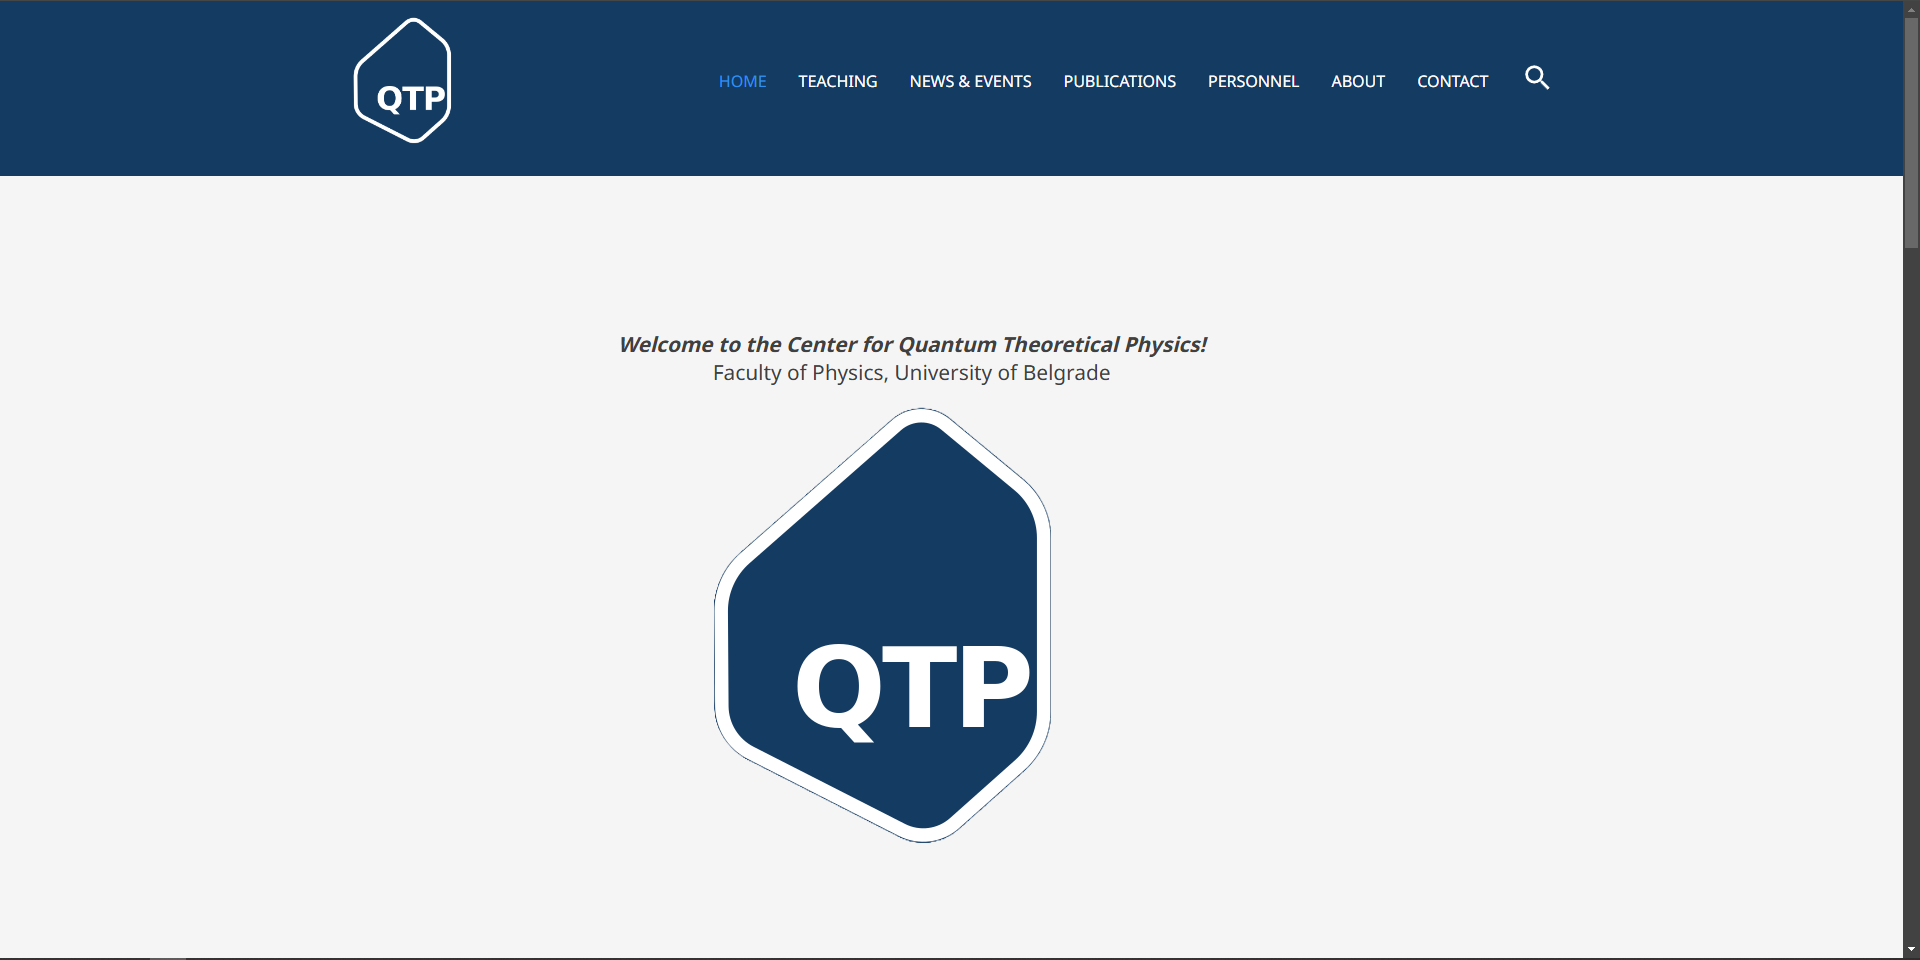 QTP
HOME TEACHING NEWS & EVENTS PUBLICATIONS PERSONNEL ABOUT CONTACT
Welcome to the Center for Quantum Theoretical Physics!
Faculty of Physics, University of Belgrade
QTP